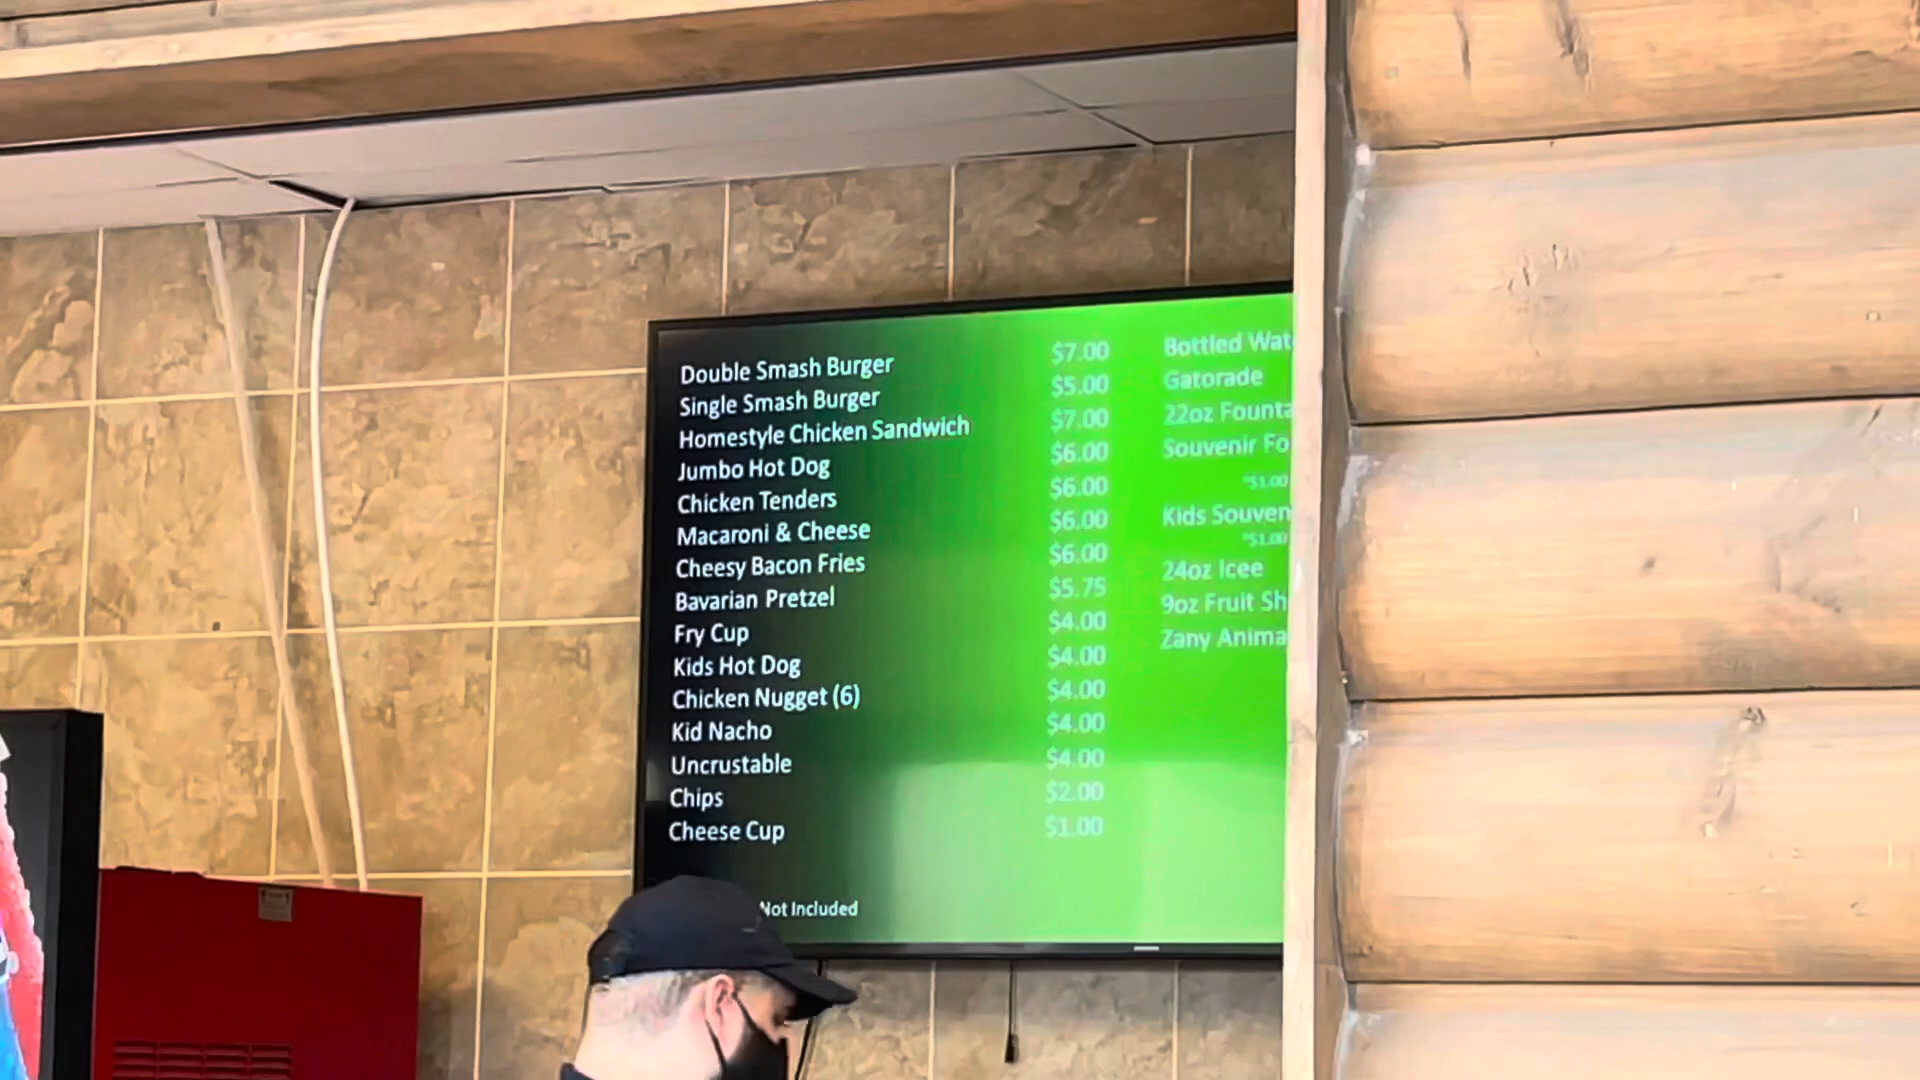 Double Smash Burger $7.00
Single Smash Burger $5.00
Homestyle Chicken Sandwich $7.00
Jumbo Hot Dog $6.00
Chicken Tenders $6.00
Macaroni & Cheese $6.00
Cheesy Bacon Fries $6.00
Bavarian Pretzel $5.75
Fry Cup $4.00
Kids Hot Dog $4.00
Chicken Nugget (6) $4.00
Kid Nacho $4.00
Uncrustable $4.00
Chips $2.00
Cheese Cup $1.00
Not Included
Bottled Wat
Gatorade
22oz Founta
Souvenir Fo
*$1.00
Kids Souven
*$1.00
24oz Icee
9oz Fruit Sh
Zany Anima